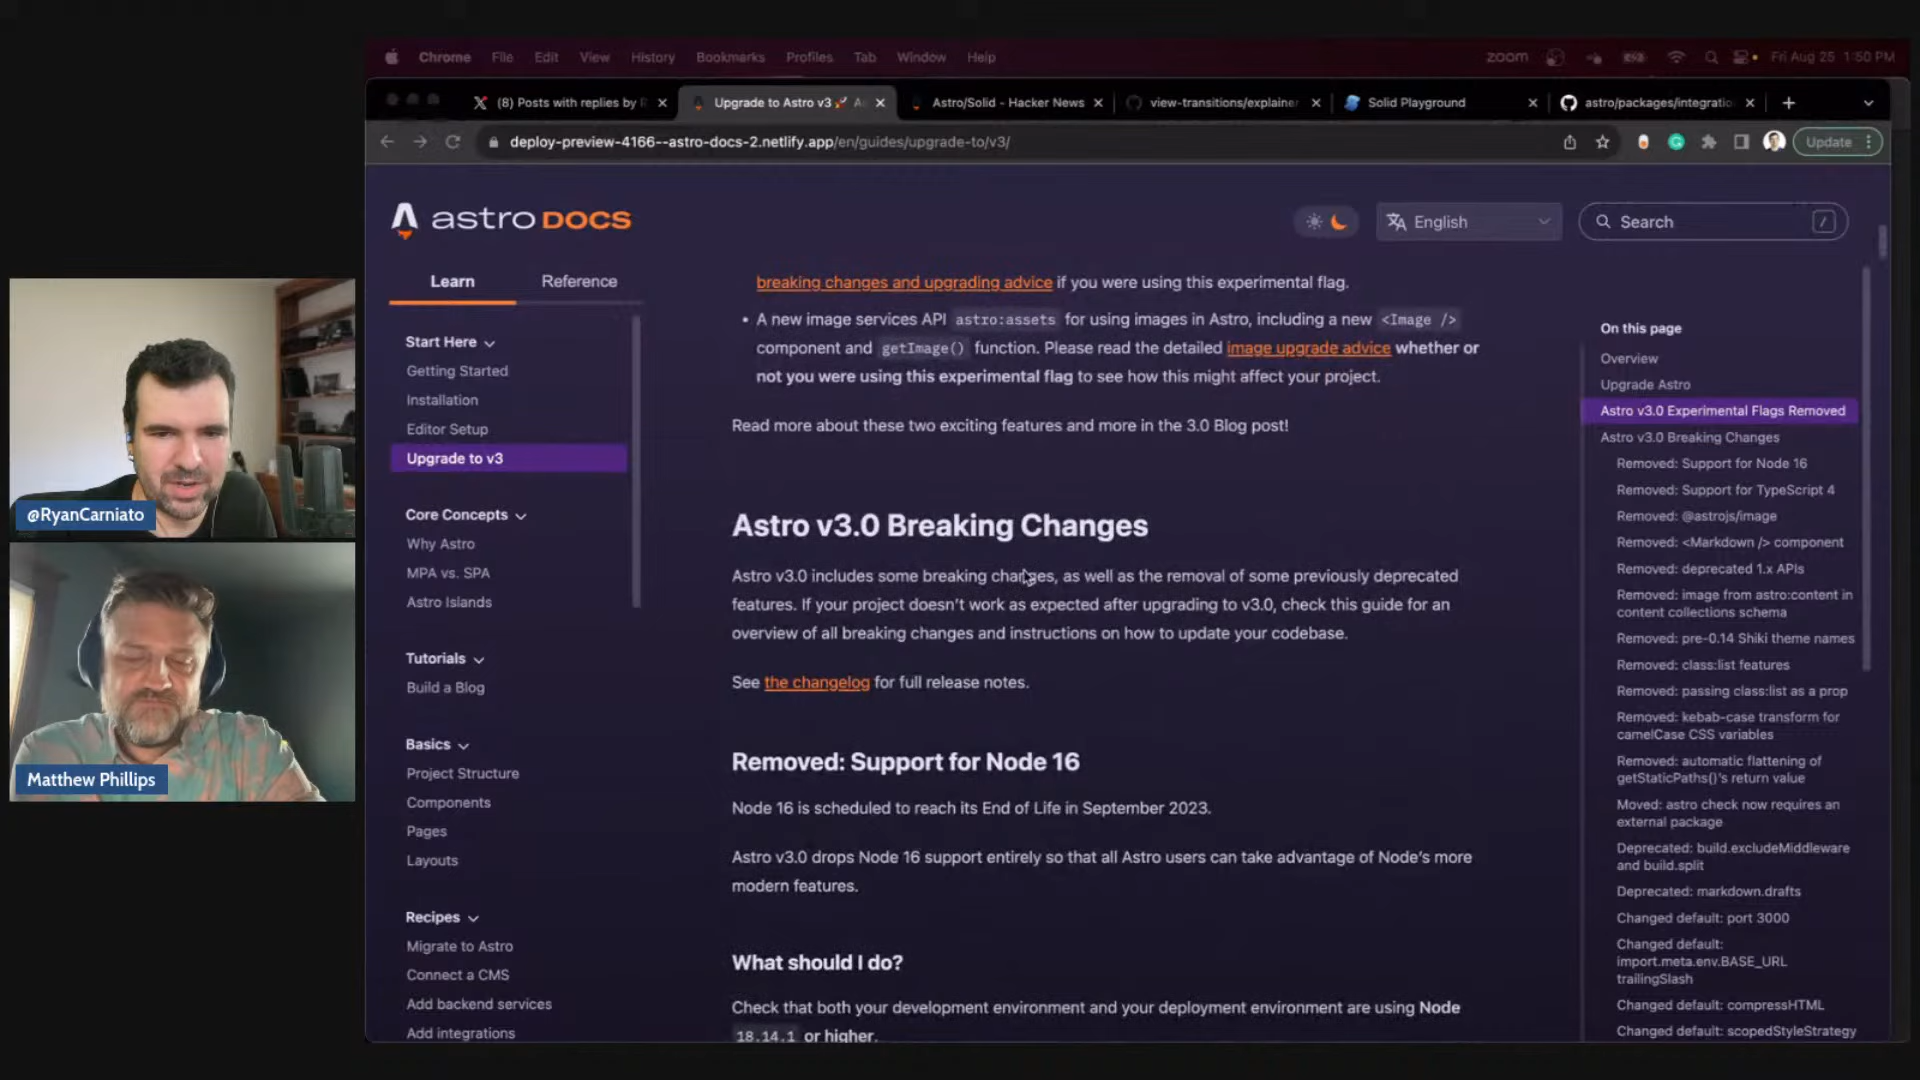 Chrome File Edit View History Bookmarks Profiles Tab Window Help
zoom Fri Aug 25 1:50 PM
(8) Posts with replies by
Upgrade to Astro v3 🚀
Astro/Solid - Hacker News
view-transitions/explainer
Solid Playground
astro/packages/integratio
deploy-preview-4166--astro-docs-2.netlify.app/en/guides/upgrade-to/v3/
Update
astro DOCS
English
Search
/
Learn
Reference
Start Here
Getting Started
Installation
Editor Setup
Upgrade to v3
Core Concepts
Why Astro
MPA vs. SPA
Astro Islands
Tutorials
Build a Blog
Basics
Project Structure
Components
Pages
Layouts
Recipes
Migrate to Astro
Connect a CMS
Add backend services
Add integrations
breaking changes and upgrading advice if you were using this experimental flag.
• A new image services API astro:assets for using images in Astro, including a new <Image />
component and getImage() function. Please read the detailed image upgrade advice whether or
not you were using this experimental flag to see how this might affect your project.
Read more about these two exciting features and more in the 3.0 Blog post!
Astro v3.0 Breaking Changes
Astro v3.0 includes some breaking changes, as well as the removal of some previously deprecated
features. If your project doesn't work as expected after upgrading to v3.0, check this guide for an
overview of all breaking changes and instructions on how to update your codebase.
See the changelog for full release notes.
Removed: Support for Node 16
Node 16 is scheduled to reach its End of Life in September 2023.
Astro v3.0 drops Node 16 support entirely so that all Astro users can take advantage of Node's more
modern features.
What should I do?
Check that both your development environment and your deployment environment are using Node
18.14.1 or higher.
On this page
Overview
Upgrade Astro
Astro v3.0 Experimental Flags Removed
Astro v3.0 Breaking Changes
Removed: Support for Node 16
Removed: Support for TypeScript 4
Removed: @astrojs/image
Removed: <Markdown /> component
Removed: deprecated 1.x APIs
Removed: image from astro:content in
content collections schema
Removed: pre-0.14 Shiki theme names
Removed: class:list features
Removed: passing class:list as a prop
Removed: kebab-case transform for
camelCase CSS variables
Removed: automatic flattening of
getStaticPaths()'s return value
Moved: astro check now requires an
external package
Deprecated: build.excludeMiddleware
and build.split
Deprecated: markdown.drafts
Changed default: port 3000
Changed default:
import.meta.env.BASE_URL
trailingSlash
Changed default: compressHTML
Changed default: scopedStyleStrategy
@RyanCarniato
Matthew Phillips